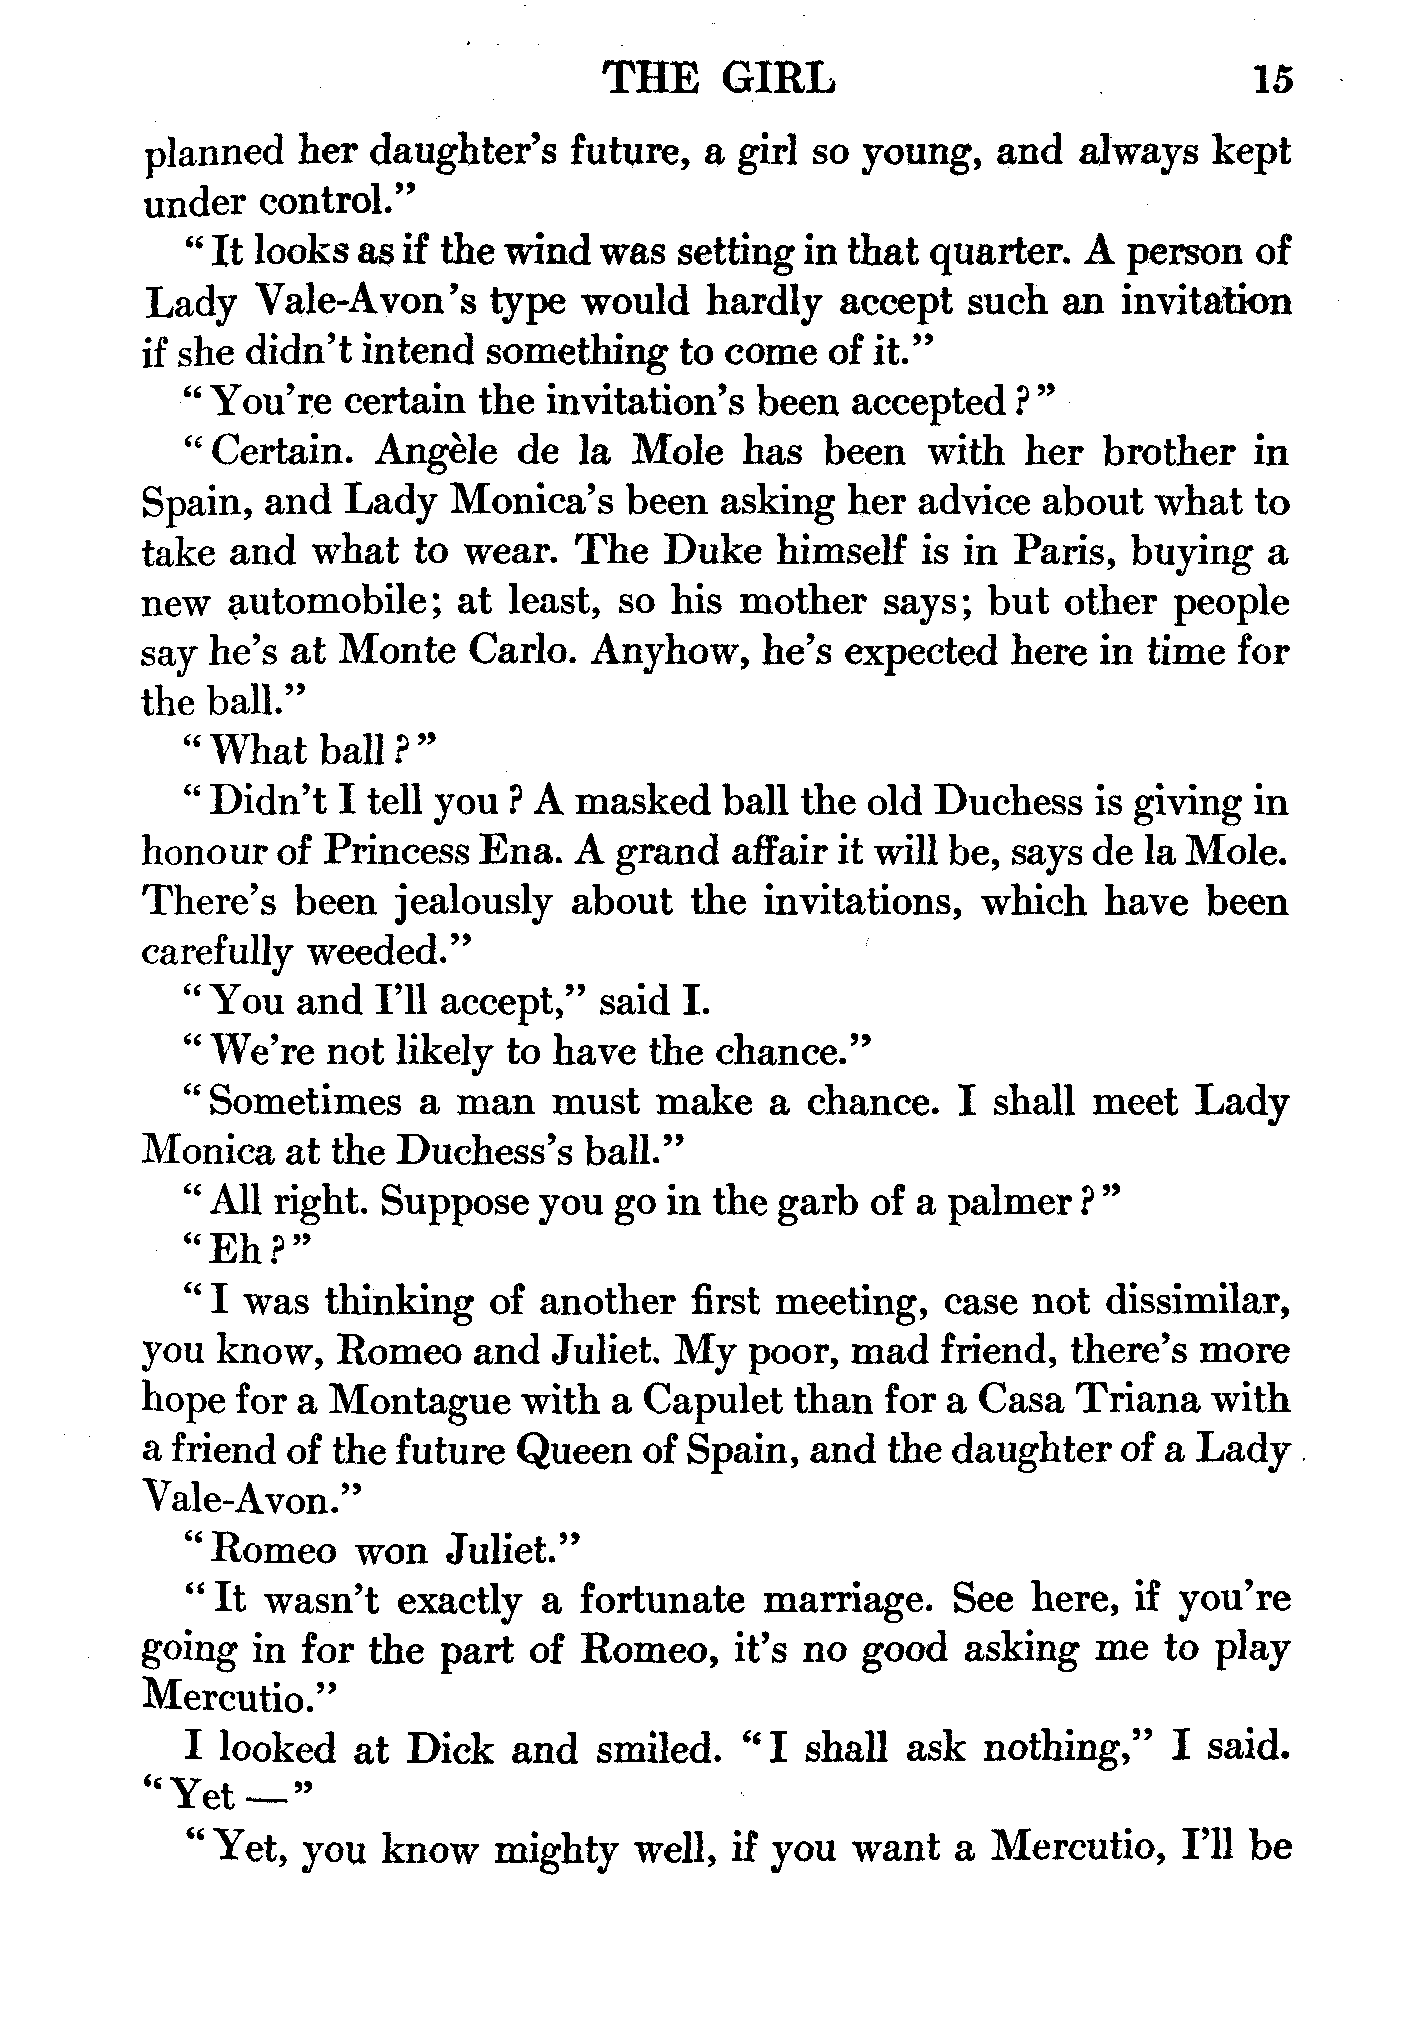 THE GIRL 15
planned her daughter's future, a girl so young, and always kept
under control."
"It looks as if the wind was setting in that quarter. A person of
Lady Vale-Avon's type would hardly accept such an invitation
if she didn't intend something to come of it."
"You're certain the invitation's been accepted?"
"Certain. Angèle de la Mole has been with her brother in
Spain, and Lady Monica's been asking her advice about what to
take and what to wear. The Duke himself is in Paris, buying a
new automobile; at least, so his mother says; but other people
say he's at Monte Carlo. Anyhow, he's expected here in time for
the ball."
"What ball?"
"Didn't I tell you? A masked ball the old Duchess is giving in
honour of Princess Ena. A grand affair it will be, says de la Mole.
There's been jealously about the invitations, which have been
carefully weeded."
"You and I'll accept," said I.
"We're not likely to have the chance."
"Sometimes a man must make a chance. I shall meet Lady
Monica at the Duchess's ball."
"All right. Suppose you go in the garb of a palmer?"
"Eh?"
"I was thinking of another first meeting, case not dissimilar,
you know, Romeo and Juliet. My poor, mad friend, there's more
hope for a Montague with a Capulet than for a Casa Triana with
a friend of the future Queen of Spain, and the daughter of a Lady
Vale-Avon."
"Romeo won Juliet."
"It wasn't exactly a fortunate marriage. See here, if you're
going in for the part of Romeo, it's no good asking me to play
Mercutio."
I looked at Dick and smiled. "I shall ask nothing," I said.
"Yet—"
"Yet, you know mighty well, if you want a Mercutio, I'll be